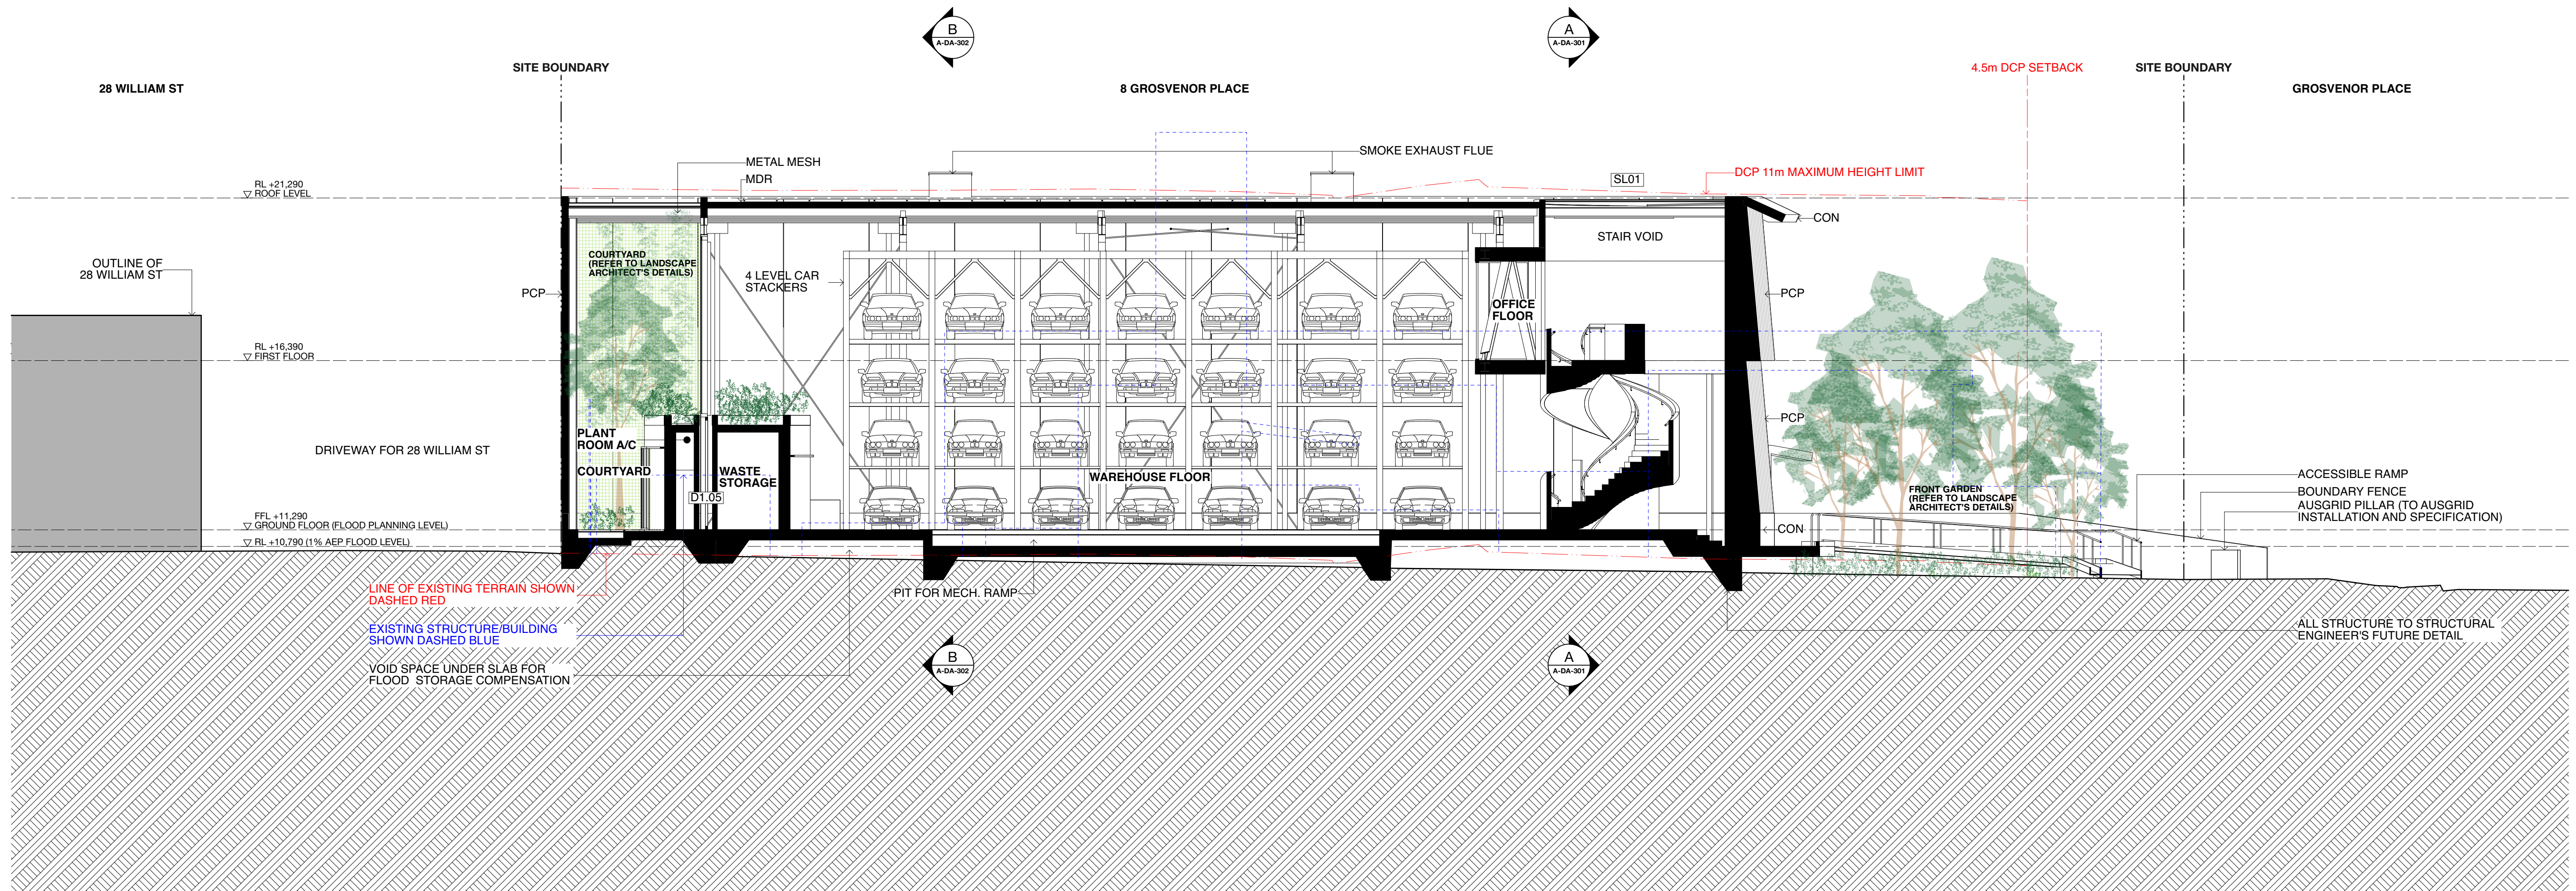 B
A-DA-302
A
A-DA-301
SITE BOUNDARY
4.5m DCP SETBACK
SITE BOUNDARY
28 WILLIAM ST
8 GROSVENOR PLACE
GROSVENOR PLACE
SMOKE EXHAUST FLUE
METAL MESH
MDR
DCP 11m MAXIMUM HEIGHT LIMIT
SL01
RL +21,290
ROOF LEVEL
CON
STAIR VOID
COURTYARD
(REFER TO LANDSCAPE
ARCHITECT'S DETAILS)
OUTLINE OF
28 WILLIAM ST
4 LEVEL CAR
STACKERS
PCP
PCP
OFFICE
FLOOR
RL +16,390
FIRST FLOOR
PCP
PLANT
ROOM A/C
DRIVEWAY FOR 28 WILLIAM ST
COURTYARD
WASTE
STORAGE
WAREHOUSE FLOOR
D1.05
ACCESSIBLE RAMP
FRONT GARDEN
(REFER TO LANDSCAPE
ARCHITECT'S DETAILS)
BOUNDARY FENCE
AUSGRID PILLAR (TO AUSGRID
INSTALLATION AND SPECIFICATION)
FFL +11,290
GROUND FLOOR (FLOOD PLANNING LEVEL)
CON
RL +10,790 (1% AEP FLOOD LEVEL)
LINE OF EXISTING TERRAIN SHOWN
DASHED RED
PIT FOR MECH. RAMP
EXISTING STRUCTURE/BUILDING
SHOWN DASHED BLUE
ALL STRUCTURE TO STRUCTURAL
ENGINEER'S FUTURE DETAIL
VOID SPACE UNDER SLAB FOR
FLOOD STORAGE COMPENSATION
B
A-DA-302
A
A-DA-301